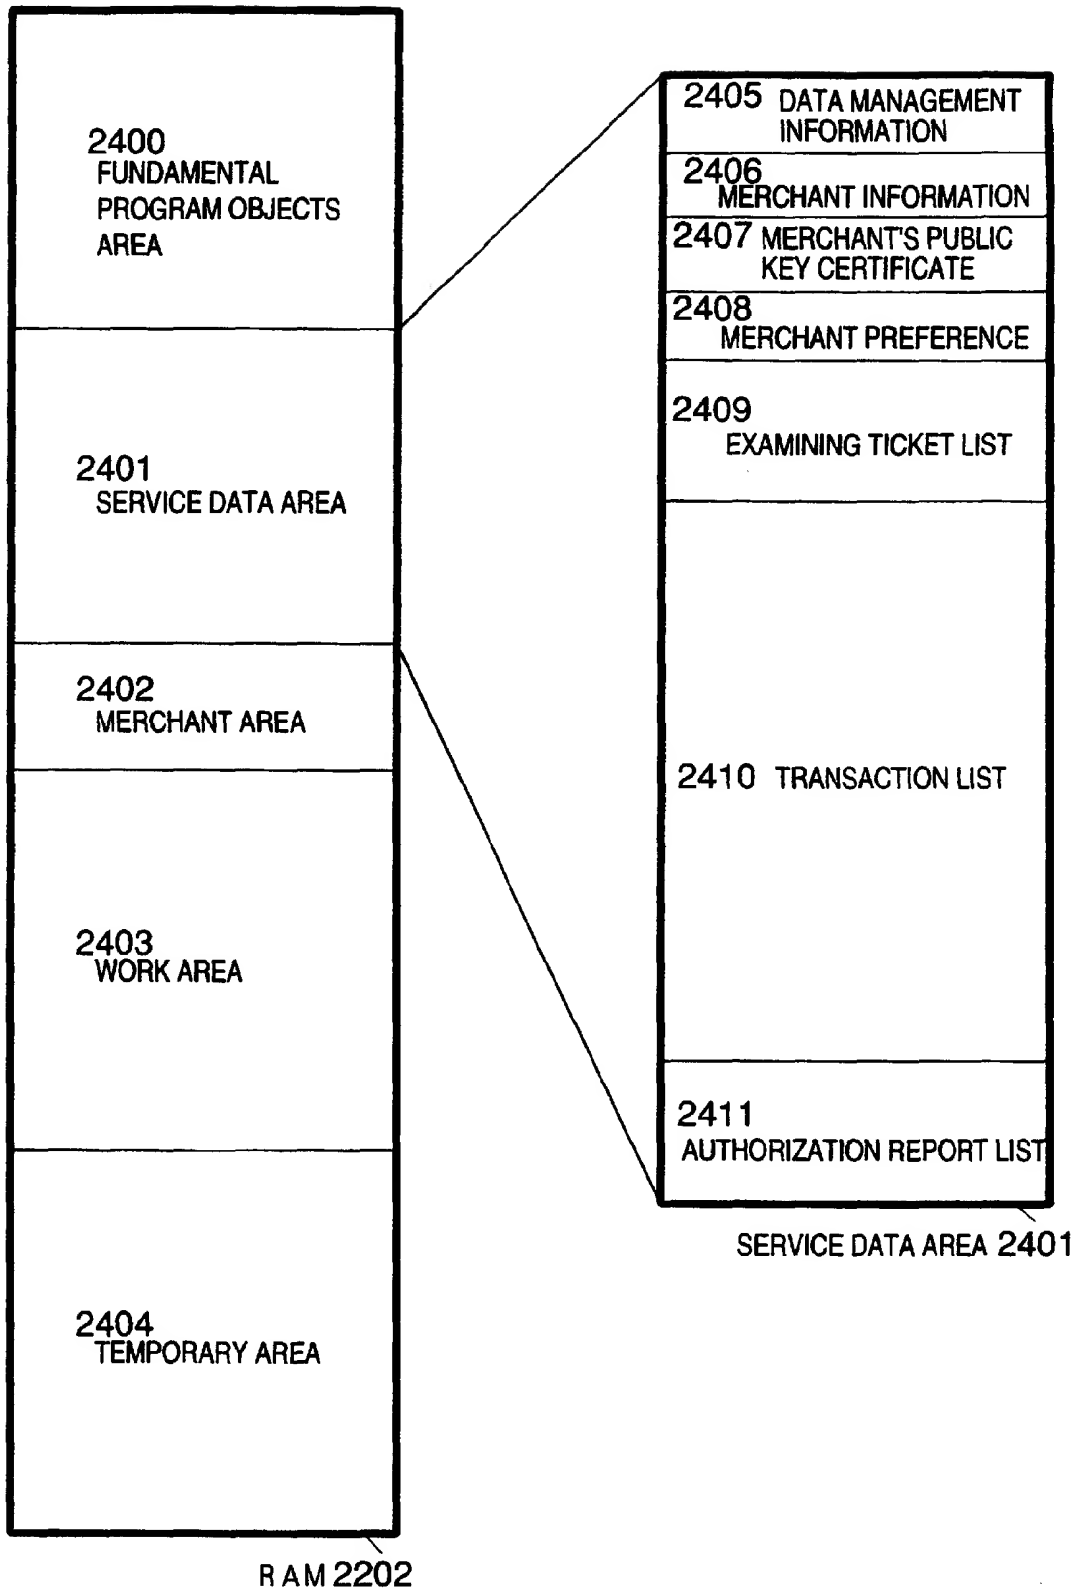 2400
FUNDAMENTAL
PROGRAM OBJECTS
AREA
2401
SERVICE DATA AREA
2402
MERCHANT AREA
2403
WORK AREA
2404
TEMPORARY AREA
RAM 2202
2405 DATA MANAGEMENT
INFORMATION
2406
MERCHANT INFORMATION
2407 MERCHANT'S PUBLIC
KEY CERTIFICATE
2408
MERCHANT PREFERENCE
2409
EXAMINING TICKET LIST
2410 TRANSACTION LIST
2411
AUTHORIZATION REPORT LIST
SERVICE DATA AREA 2401